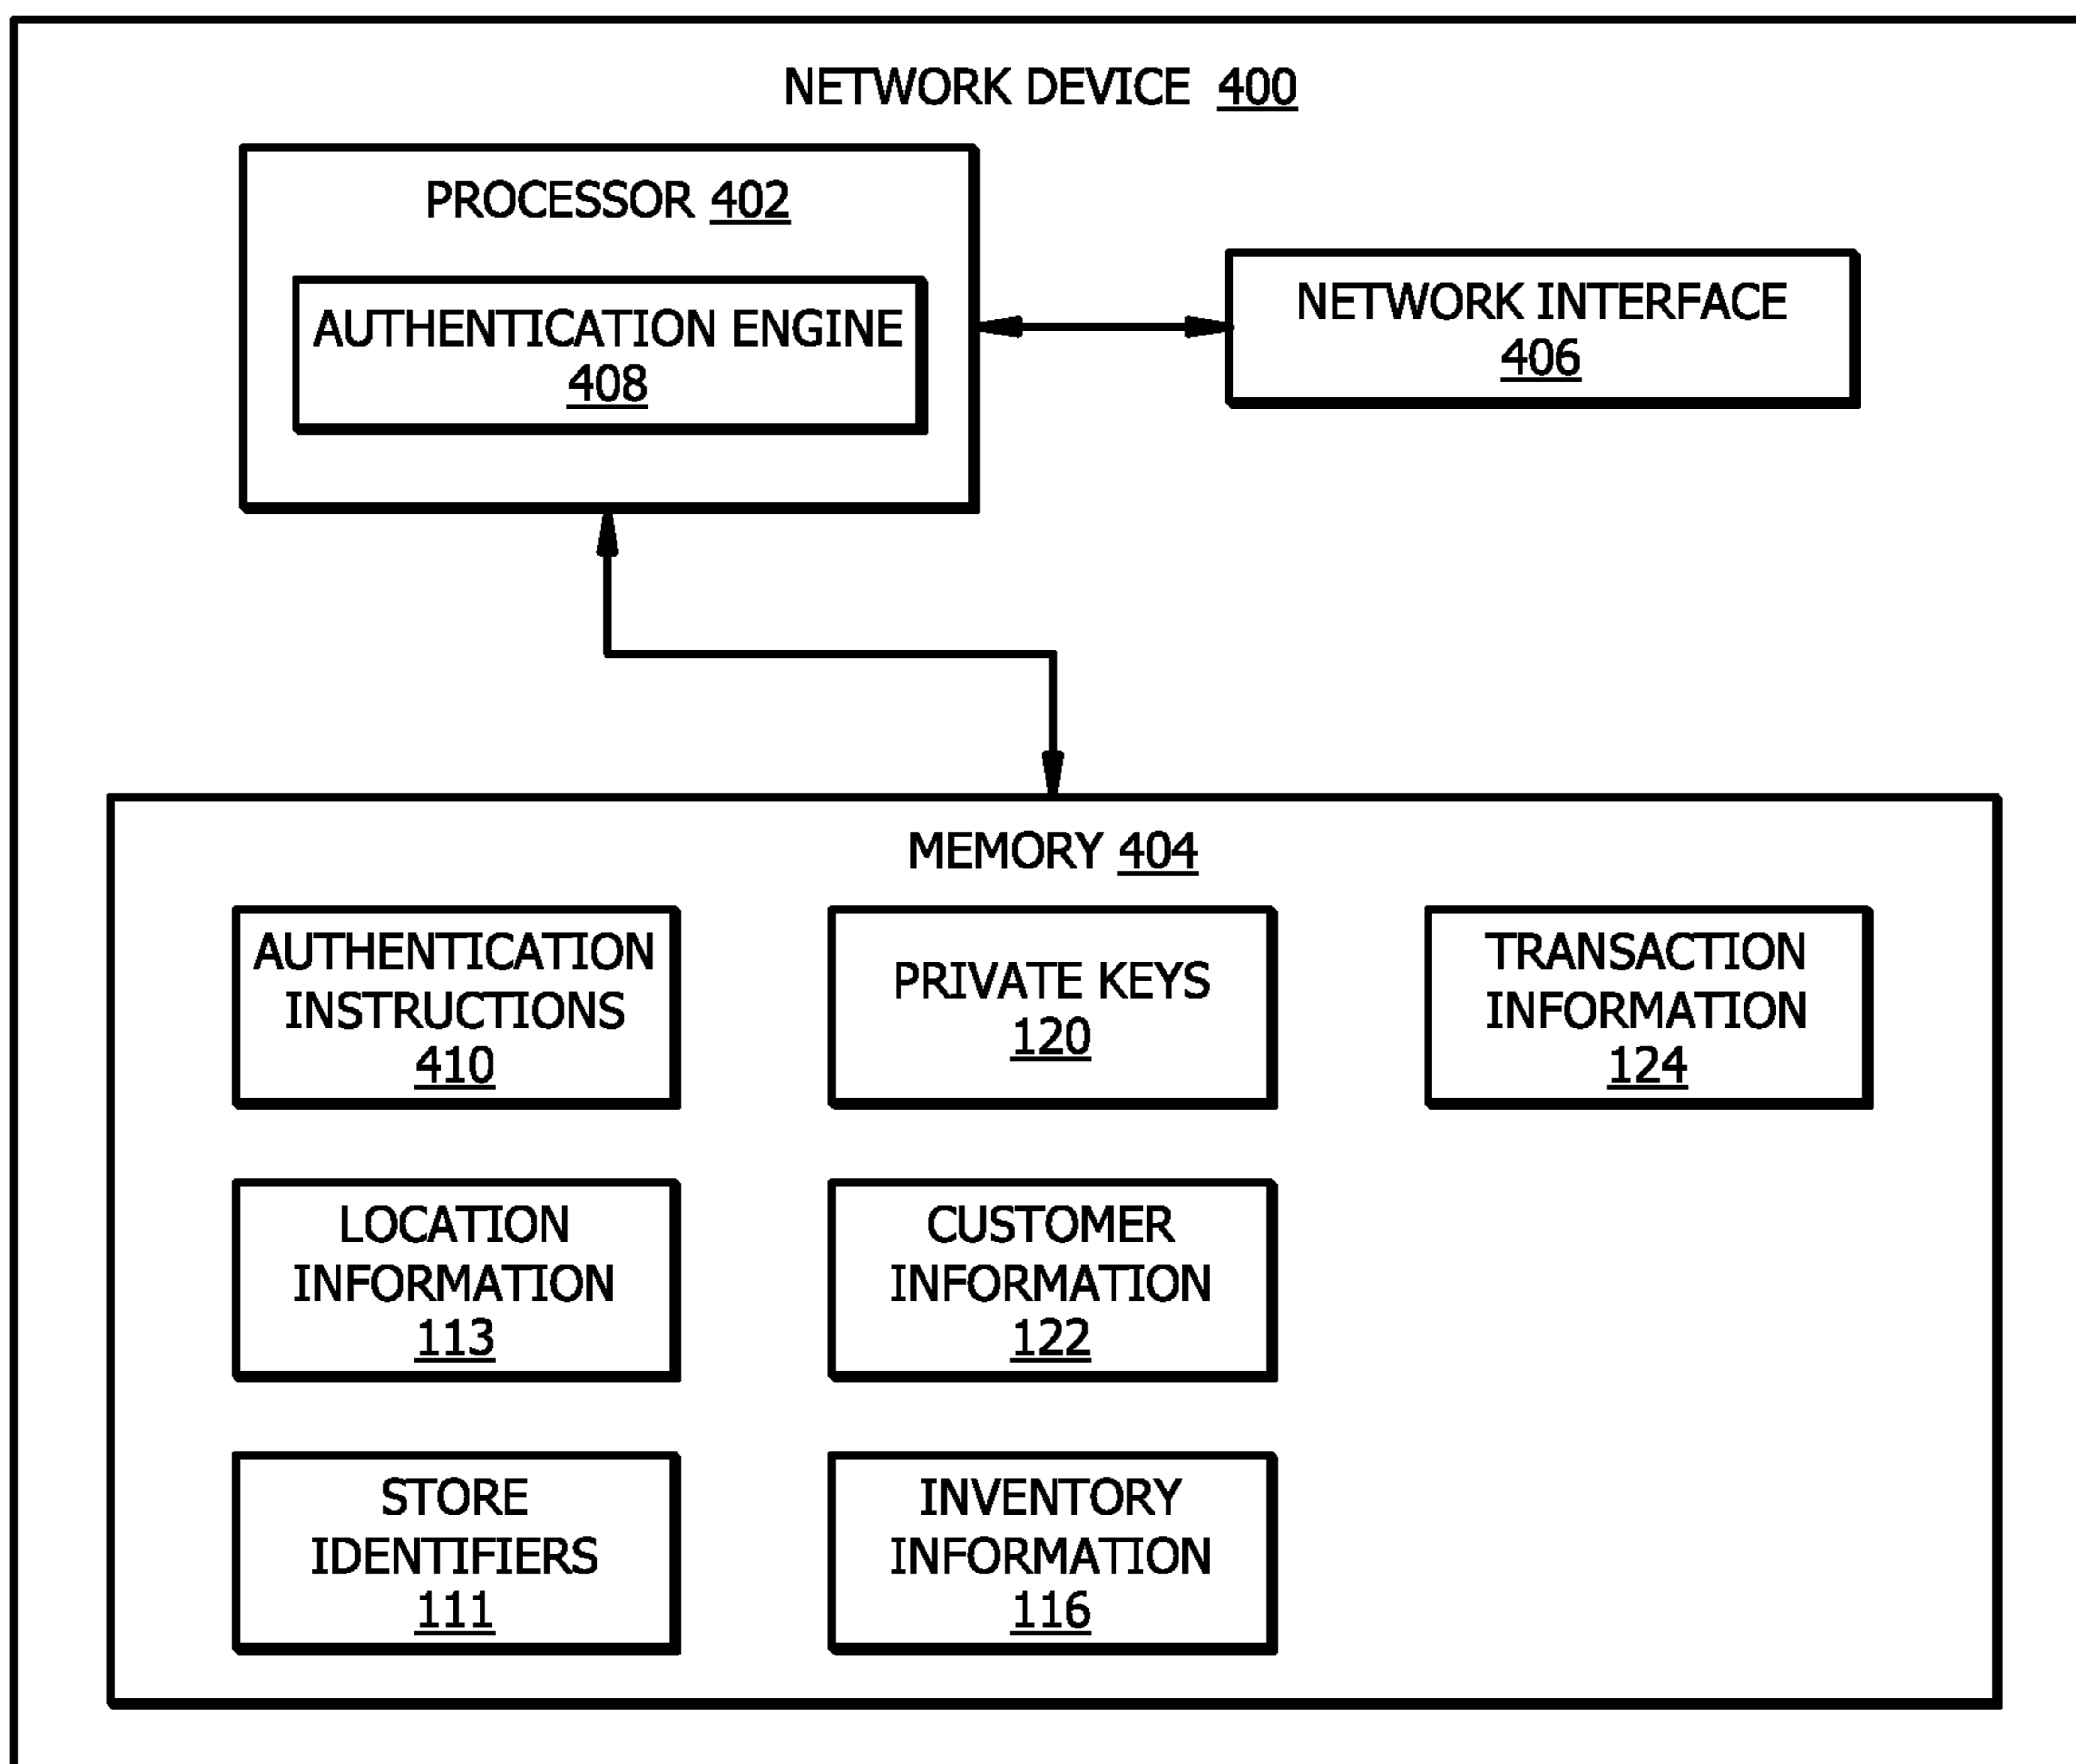 NETWORK DEVICE 400
PROCESSOR 402
AUTHENTICATION ENGINE
408
NETWORK INTERFACE
406
MEMORY 404
AUTHENTICATION
INSTRUCTIONS
410
PRIVATE KEYS
120
TRANSACTION
INFORMATION
124
LOCATION
INFORMATION
113
CUSTOMER
INFORMATION
122
STORE
IDENTIFIERS
111
INVENTORY
INFORMATION
116